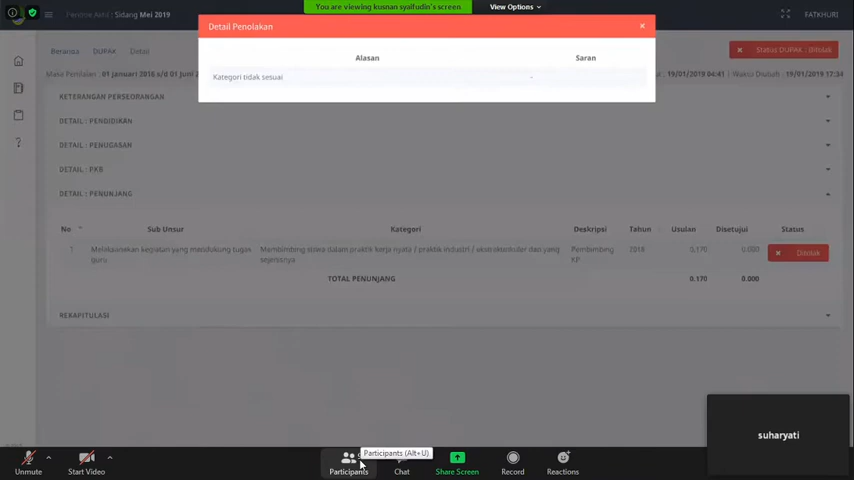 You are viewing kusnan syaifudin's screen
View Options
Sidang Mei 2019
FATKHURI
Detail Penolakan
×
Alasan Saran
Kategori tidak sesuai -
Beranda DUPAK Detail
Status DUPAK : Ditolak
Masa Penilaian : 01 Januari 2016 s/d 01 Juni 19/01/2019 04:41 | Waktu Diubah : 19/01/2019 17:34
KETERANGAN PERSEORANGAN
DETAIL : PENDIDIKAN
DETAIL : PENUGASAN
DETAIL : PKB
DETAIL : PENUNJANG
No Sub Unsur Kategori Deskripsi Tahun Usulan Disetujui Status
1 Melaksanakan kegiatan yang mendukung tugas guru Membimbing siswa dalam praktik kerja nyata / praktik industri / ekstrakurikuler dan yang sejenisnya Pembimbing KP 2018 0.170 0.000 Ditolak
TOTAL PENUNJANG 0.170 0.000
REKAPITULASI
suharyati
Participants (Alt+U)
Unmute Start Video Participants Chat Share Screen Record Reactions